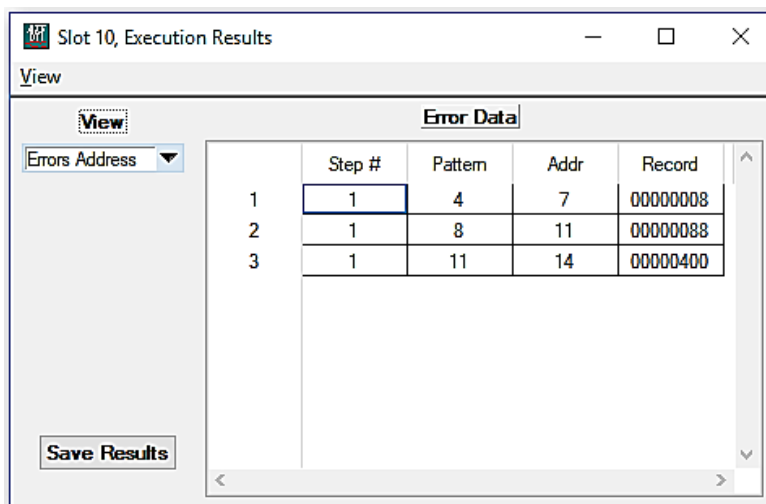 Slot 10, Execution Results
View
View
Error Data
Errors Address
Step # Pattern Addr Record
1 1 4 7 00000008
2 1 8 11 00000088
3 1 11 14 00000400
Save Results